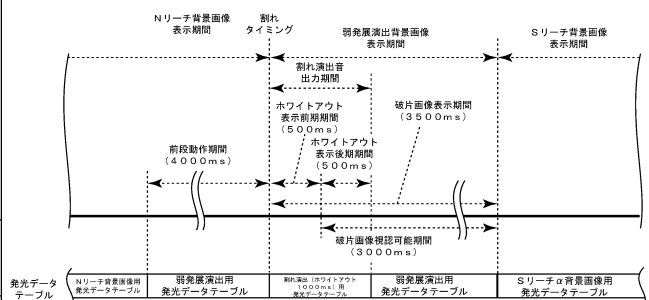 Nリーチ背景画像
表示期間
割れ
タイミング
弱発展演出背景画像
表示期間
Sリーチ背景画像
表示期間
割れ演出音
出力期間
ホワイトアウト
表示前期期間
(500ms)
破片画像表示期間
(3500ms)
前段動作期間
(4000ms)
ホワイトアウト
表示後期期間
(500ms)
破片画像視認可能期間
(3000ms)
発光データ
テーブル
Nリーチ背景画像用
発光データテーブル
弱発展演出用
発光データテーブル
割れ演出(ホワイトアウト
1000ms)用
発光データテーブル
弱発展演出用
発光データテーブル
Sリーチα背景画像用
発光データテーブル